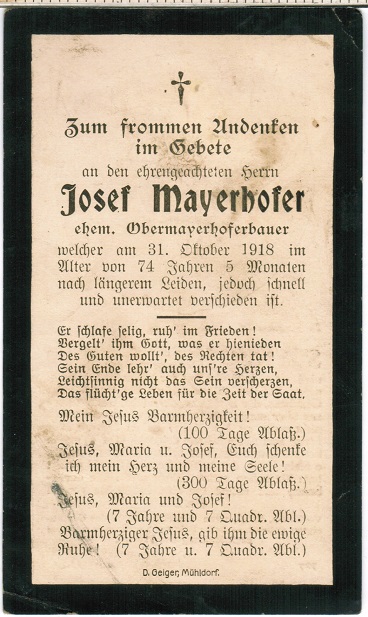 Zum frommen Andenken
im Gebete
an den ehrengeachteten Herrn
Josef Mayerhofer
ehem. Obermayerhoferbauer
welcher am 31. Oktober 1918 im
Alter von 74 Jahren 5 Monaten
nach längerem Leiden, jedoch schnell
und unerwartet verschieden ist.
Er schlafe selig, ruh' im Frieden!
Vergelt' ihm Gott, was er hienieden
Des Guten wollt', des Rechten tat!
Sein Ende lehr' auch uns're Herzen,
Leichtsinnig nicht das Sein verscherzen,
Das flücht'ge Leben für die Zeit der Saat.
Mein Jesus Barmherzigkeit!
(100 Tage Ablaß.)
Jesus, Maria u. Josef, Euch schenke
ich mein Herz und meine Seele!
(300 Tage Ablaß.)
Jesus, Maria und Josef!
(7 Jahre und 7 Quadr. Abl.)
Barmherziger Jesus, gib ihm die ewige
Ruhe! (7 Jahre u. 7 Quadr. Abl.)
D. Geiger, Mühldorf.